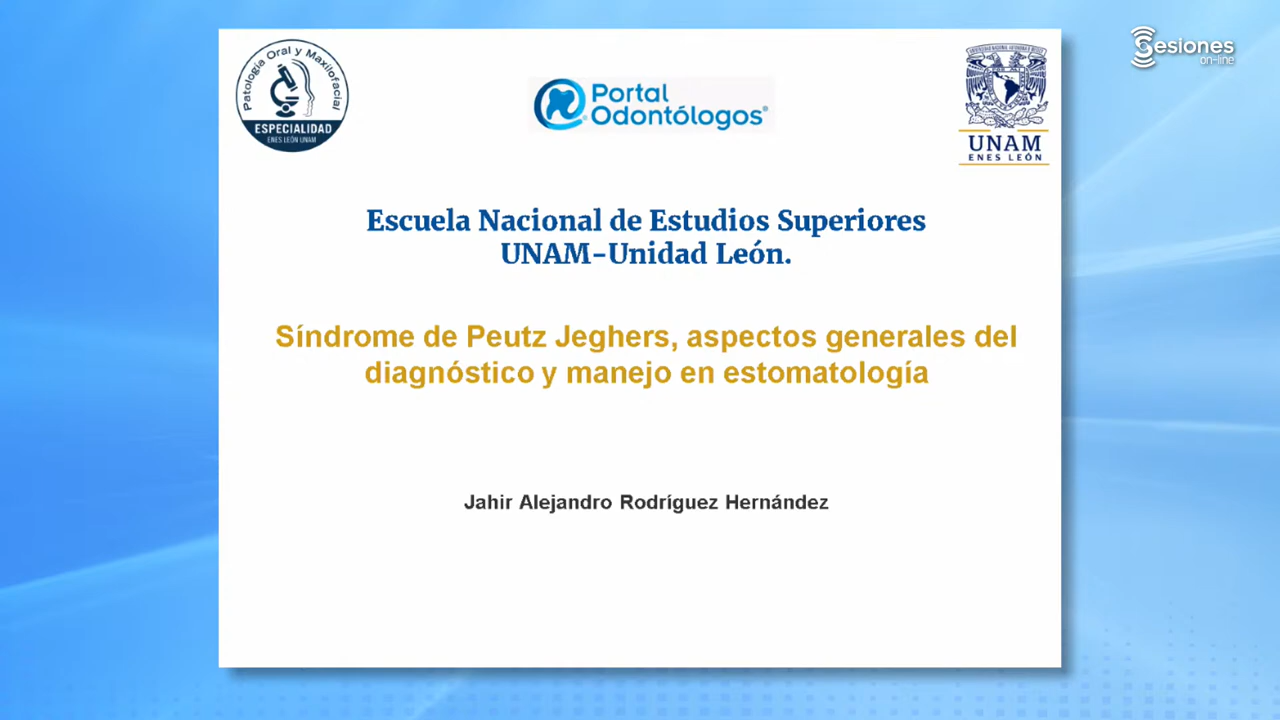 Patología Oral y Maxilofacial
ESPECIALIDAD
ENES LEÓN UNAM
Portal
Odontólogos®
Sesiones
on-line
UNAM
ENES LEÓN
Escuela Nacional de Estudios Superiores
UNAM-Unidad León.
Síndrome de Peutz Jeghers, aspectos generales del
diagnóstico y manejo en estomatología
Jahir Alejandro Rodríguez Hernández